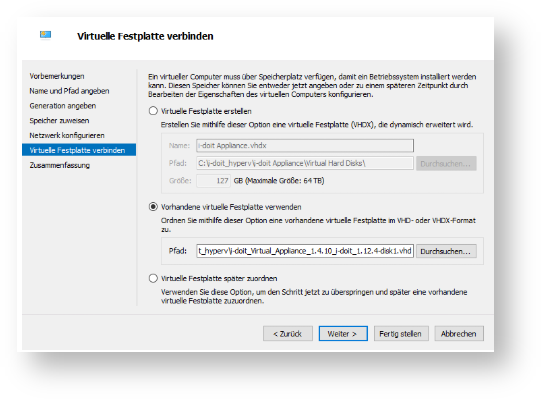 Virtuelle Festplatte verbinden
Vorbemerkungen
Name und Pfad angeben
Generation angeben
Speicher zuweisen
Netzwerk konfigurieren
Virtuelle Festplatte verbinden
Zusammenfassung
Ein virtueller Computer muss über Speicherplatz verfügen, damit ein Betriebssystem installiert werden
kann. Diesen Speicher können Sie entweder jetzt angeben oder zu einem späteren Zeitpunkt durch
Bearbeiten der Eigenschaften des virtuellen Computers konfigurieren.
Virtuelle Festplatte erstellen
Erstellen Sie mithilfe dieser Option eine virtuelle Festplatte (VHDX), die dynamisch erweitert wird.
Name: i-doit Appliance.vhdx
Pfad: C:\i-doit_hyperv\i-doit Appliance\Virtual Hard Disks\ Durchsuchen...
Größe: 127 GB (Maximale Größe: 64 TB)
Vorhandene virtuelle Festplatte verwenden
Ordnen Sie mithilfe dieser Option eine vorhandene virtuelle Festplatte im VHD- oder VHDX-Format
zu.
Pfad: t_hyperv\i-doit_Virtual_Appliance_1.4.10_i-doit_1.12.4-disk1.vhd Durchsuchen...
Virtuelle Festplatte später zuordnen
Verwenden Sie diese Option, um den Schritt jetzt zu überspringen und später eine vorhandene
virtuelle Festplatte zuzuordnen.
< Zurück Weiter > Fertig stellen Abbrechen